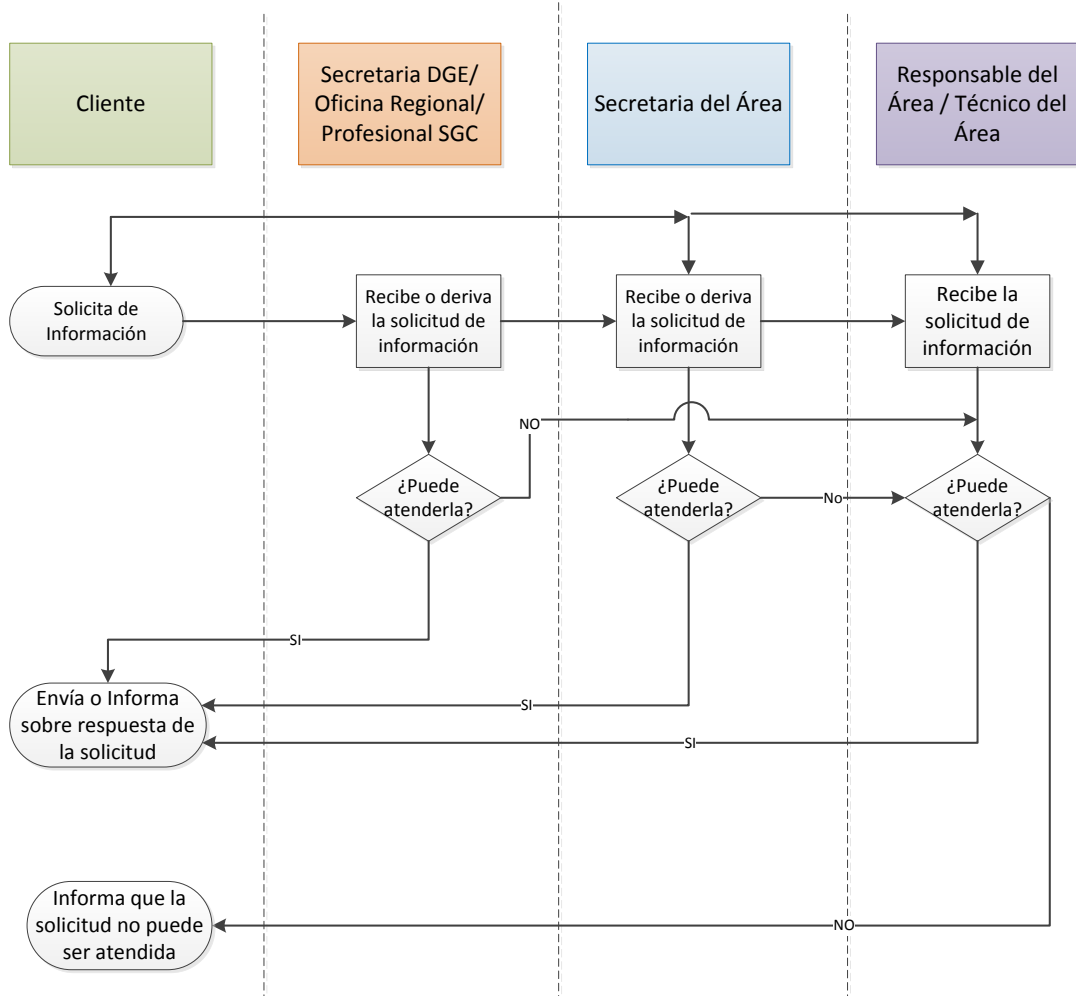 Cliente
Secretaria DGE/
Oficina Regional/
Profesional SGC
Secretaria del Área
Responsable del
Área / Técnico del
Área
Solicita de
Información
Recibe o deriva
la solicitud de
información
Recibe o deriva
la solicitud de
información
Recibe la
solicitud de
información
NO
¿Puede
atenderla?
¿Puede
atenderla?
No
¿Puede
atenderla?
SI
Envía o Informa
sobre respuesta de
la solicitud
SI
SI
Informa que la
solicitud no puede
ser atendida
NO